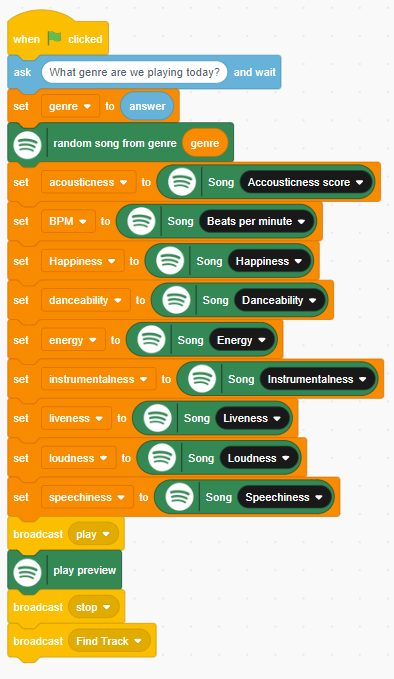 when clicked
ask What genre are we playing today? and wait
set genre to answer
random song from genre genre
set acousticness to Song Accousticness score
set BPM to Song Beats per minute
set Happiness to Song Happiness
set danceability to Song Danceability
set energy to Song Energy
set instrumentalness to Song Instrumentalness
set liveness to Song Liveness
set loudness to Song Loudness
set speechiness to Song Speechiness
broadcast play
play preview
broadcast stop
broadcast Find Track